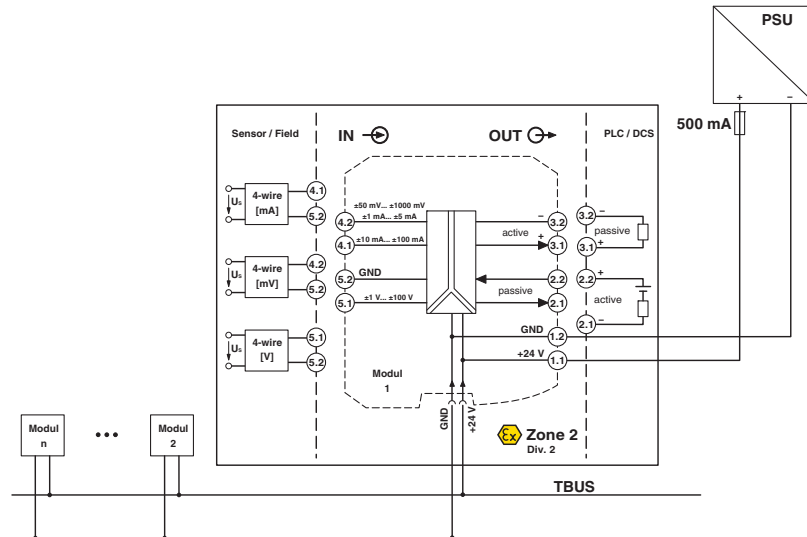 PSU
+ −
500 mA
Sensor / Field
IN
OUT
PLC / DCS
4-wire
[mA]
Us
4.1
5.2
4-wire
[mV]
Us
4.2
5.2
4-wire
[V]
Us
5.1
5.2
±50 mV... ±1000 mV
4.2
±1 mA... ±5 mA
4.1
±10 mA... ±100 mA
5.2
GND
5.1
±1 V... ±100 V
−
3.2
active
+
3.1
2.2
passive
2.1
GND
1.2
+24 V
1.1
3.2
−
passive
3.1
+
2.2
+
active
2.1
−
Modul
1
GND
+24 V
Ex
Zone 2
Div. 2
Modul
n
•••
Modul
2
TBUS